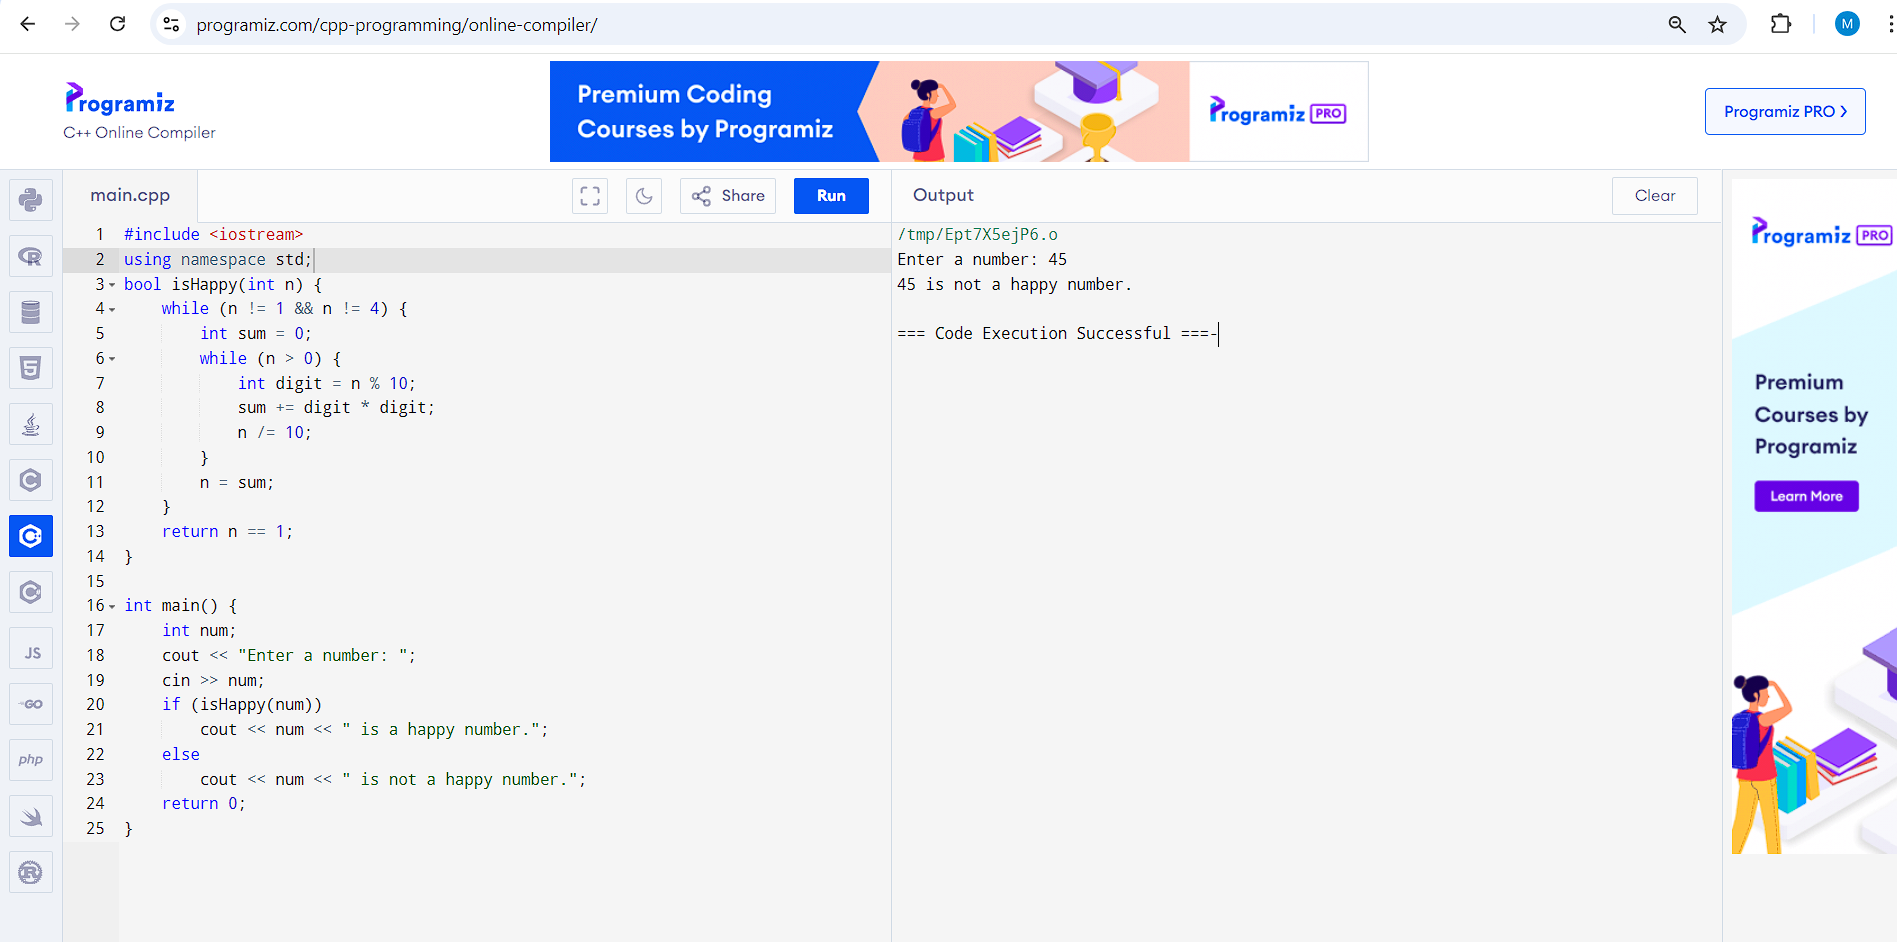 programiz.com/cpp-programming/online-compiler/
M
Programiz
C++ Online Compiler
Premium Coding
Courses by Programiz
Programiz PRO
Programiz PRO >
main.cpp
Share
Run
Output
Clear
1 #include <iostream>
2 using namespace std;
3 bool isHappy(int n) {
4 while (n != 1 && n != 4) {
5 int sum = 0;
6 while (n > 0) {
7 int digit = n % 10;
8 sum += digit * digit;
9 n /= 10;
10 }
11 n = sum;
12 }
13 return n == 1;
14 }
15
16 int main() {
17 int num;
18 cout << "Enter a number: ";
19 cin >> num;
20 if (isHappy(num))
21 cout << num << " is a happy number.";
22 else
23 cout << num << " is not a happy number.";
24 return 0;
25 }
/tmp/Ept7X5ejP6.o
Enter a number: 45
45 is not a happy number.
=== Code Execution Successful ===-
R
5
C
C
C
JS
GO
php
R
Programiz PRO
Premium
Courses by
Programiz
Learn More